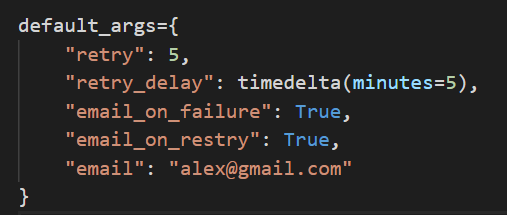 default_args={
"retry": 5,
"retry_delay": timedelta(minutes=5),
"email_on_failure": True,
"email_on_restry": True,
"email": "alex@gmail.com"
}